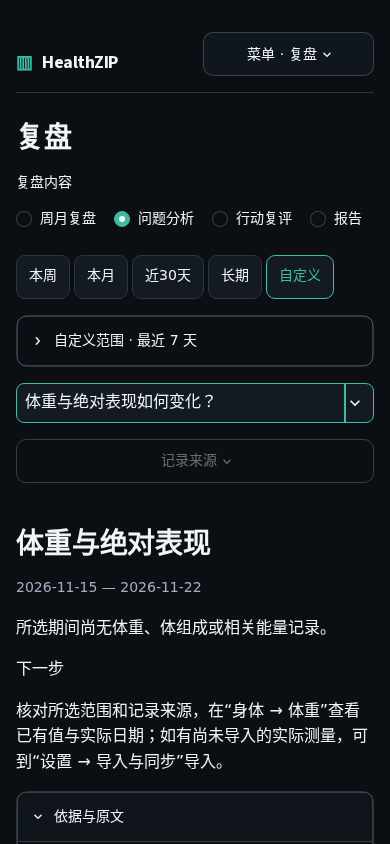 HealthZIP
菜单 · 复盘
复盘
复盘内容
周月复盘 问题分析 行动复评 报告
本周 本月 近30天 长期 自定义
自定义范围 · 最近 7 天
体重与绝对表现如何变化？
记录来源
体重与绝对表现
2026-11-15 — 2026-11-22
所选期间尚无体重、体组成或相关能量记录。
下一步
核对所选范围和记录来源，在“身体 → 体重”查看
已有值与实际日期；如有尚未导入的实际测量，可
到“设置 → 导入与同步”导入。
依据与原文